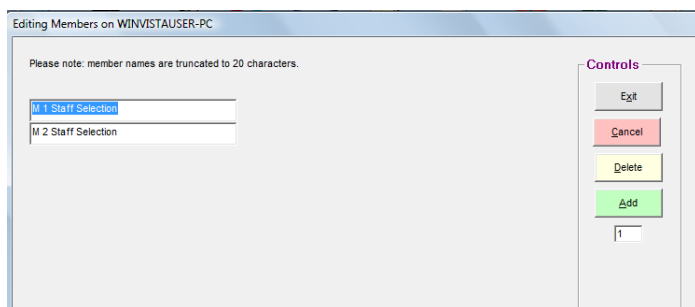 Editing Members on WINVISTAUSER-PC
Please note: member names are truncated to 20 characters.
M 1 Staff Selection
M 2 Staff Selection
Controls
Exit
Cancel
Delete
Add
1